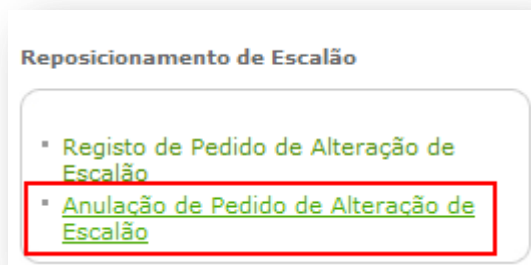 Reposicionamento de Escalão
Registo de Pedido de Alteração de
Escalão
Anulação de Pedido de Alteração de
Escalão